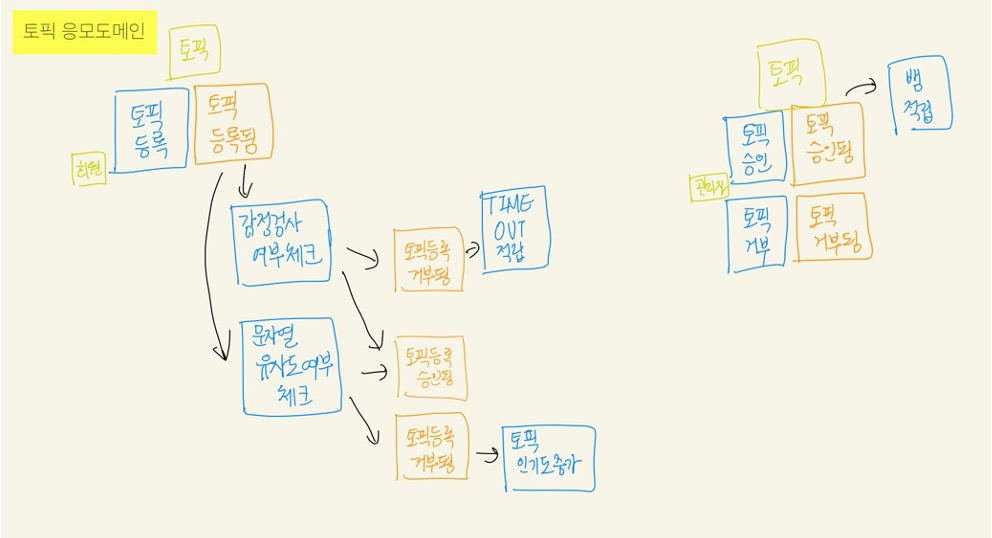 토픽 응모도메인
토픽
토픽
등록
토픽
등록됨
회원
감정검사
여부체크
토픽등록
거부됨
TIME
OUT
적립
문자열
유사도여부
체크
토픽등록
승인됨
토픽등록
거부됨
토픽
인기도증가
토픽
토픽
승인
토픽
승인됨
뱀
적립
관리자
토픽
거부
토픽
거부됨